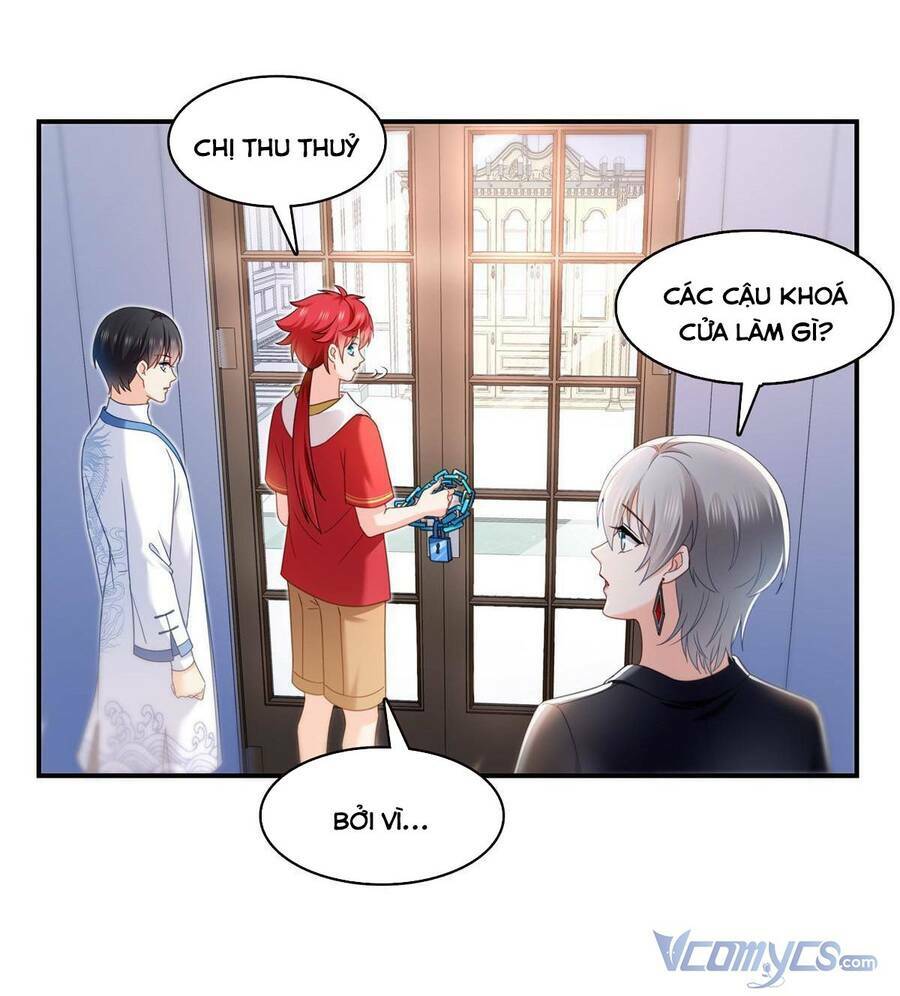 CHỊ THU THUỶ
CÁC CẬU KHOÁ
CỬA LÀM GÌ?
BỞI VÌ...
VCOMYCS.com